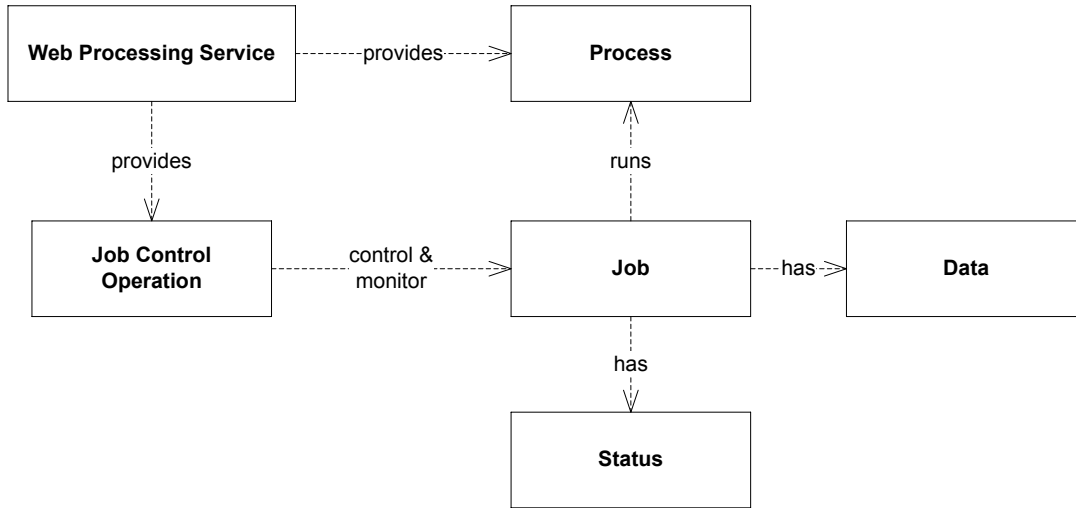 Web Processing Service
provides
Process
provides
runs
Job Control
Operation
control &
monitor
Job
has
Data
has
Status